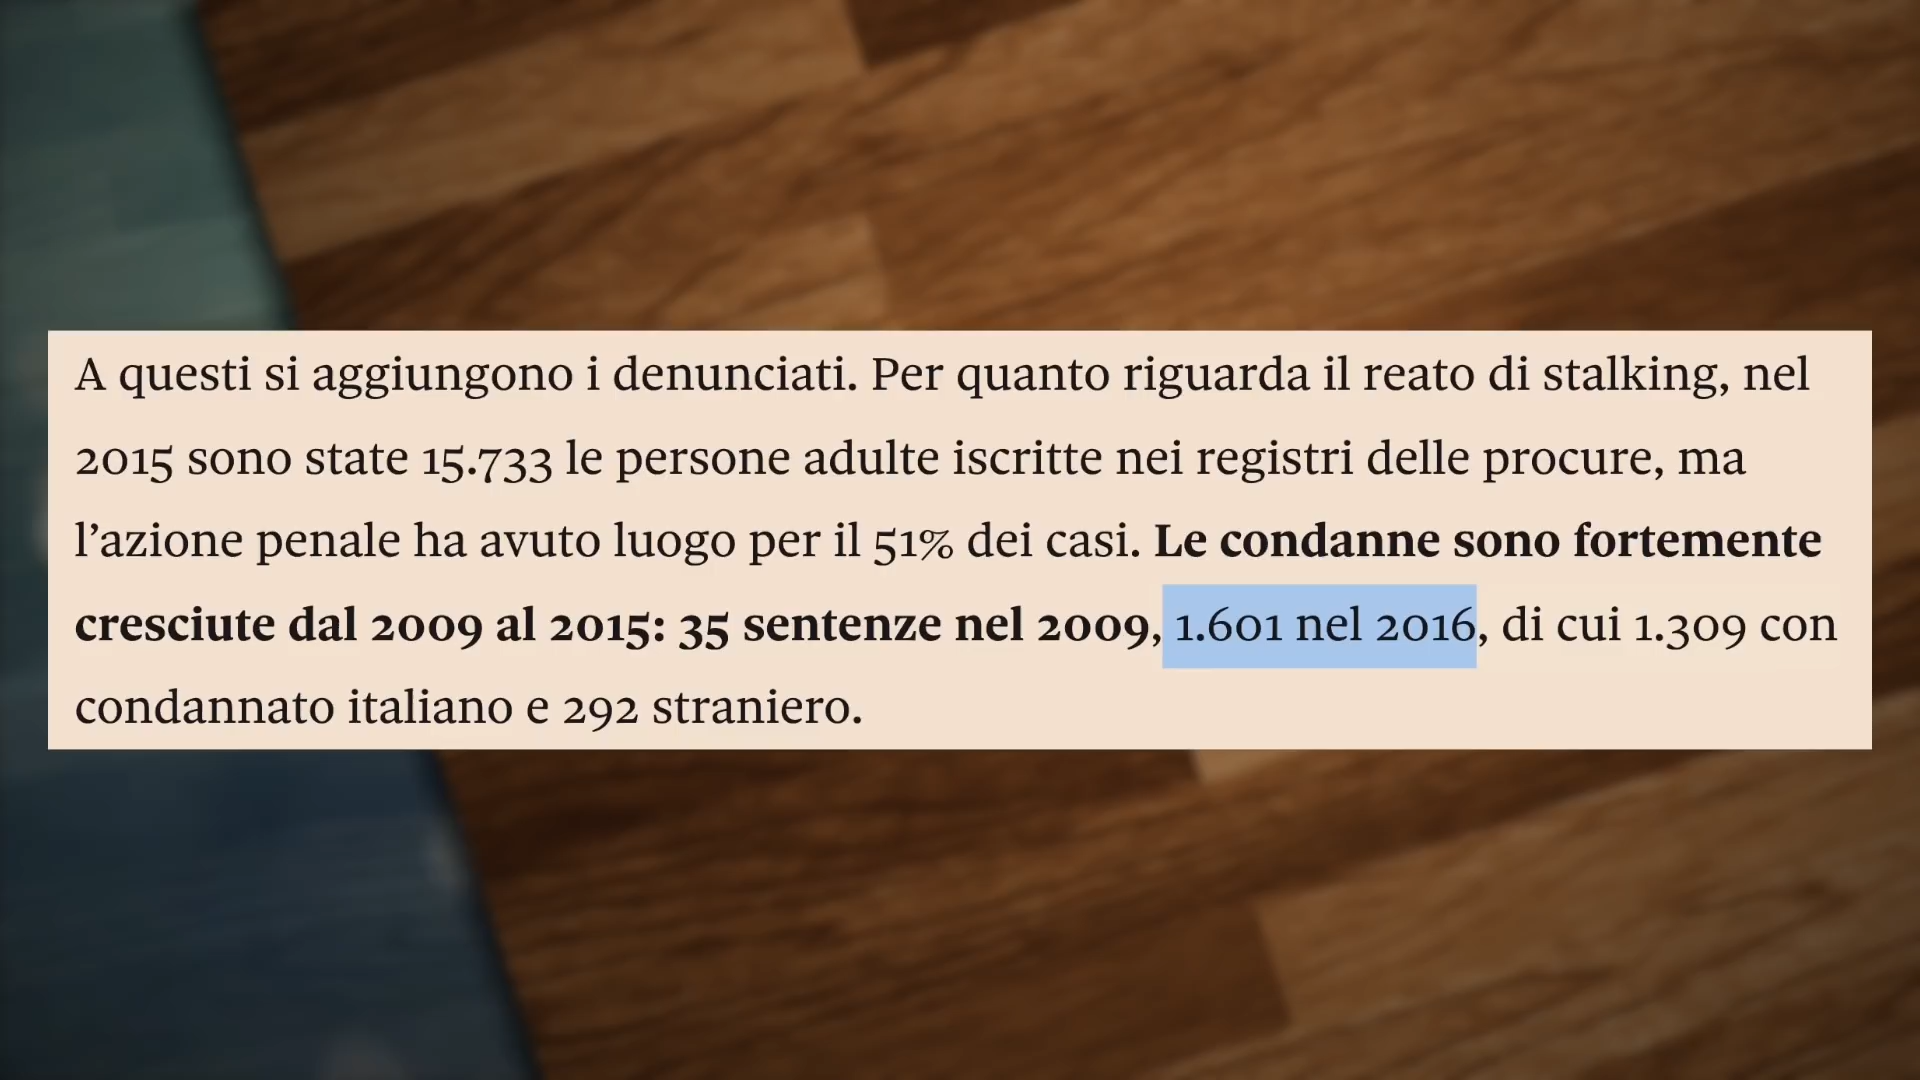 A questi si aggiungono i denunciati. Per quanto riguarda il reato di stalking, nel
2015 sono state 15.733 le persone adulte iscritte nei registri delle procure, ma
l’azione penale ha avuto luogo per il 51% dei casi. Le condanne sono fortemente
cresciute dal 2009 al 2015: 35 sentenze nel 2009, 1.601 nel 2016, di cui 1.309 con
condannato italiano e 292 straniero.